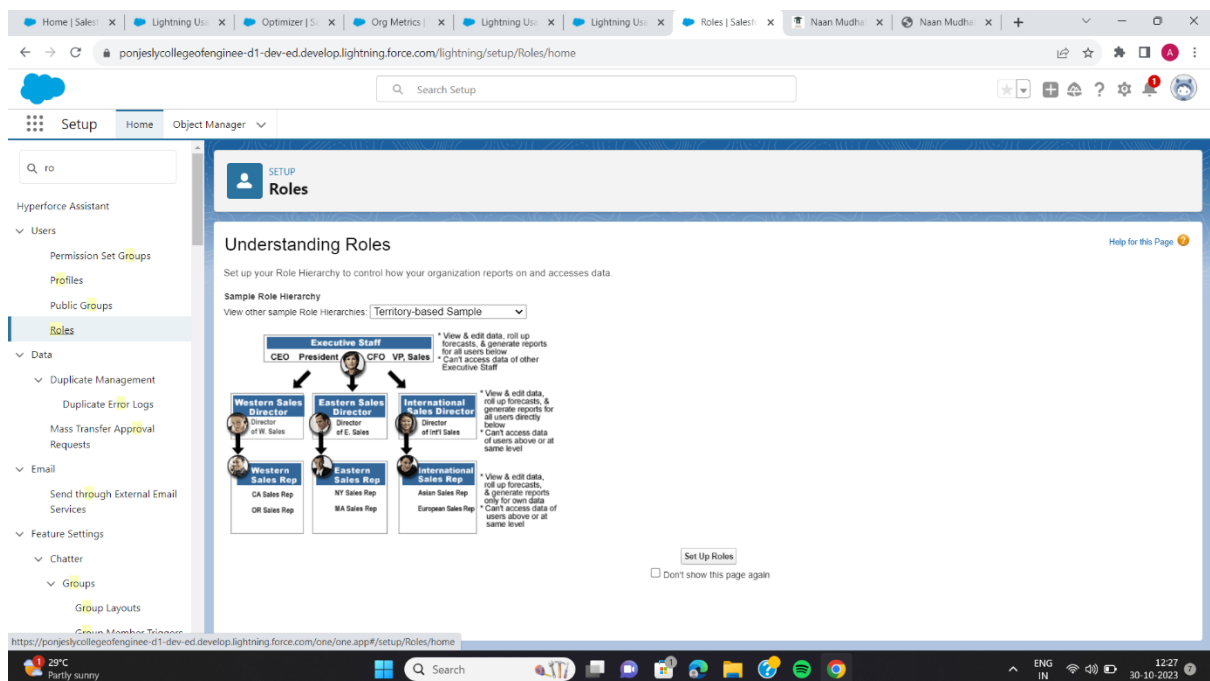 Home | Salesf
Lightning Usa
Optimizer | Sa
Org Metrics |
Lightning Usa
Lightning Usa
Roles | Salesfo
Naan Mudha
Naan Mudha
ponjeslycollegeofenginee-d1-dev-ed.develop.lightning.force.com/lightning/setup/Roles/home
A
Search Setup
1
Setup
Home
Object Manager
ro
Hyperforce Assistant
Users
Permission Set Groups
Profiles
Public Groups
Roles
Data
Duplicate Management
Duplicate Error Logs
Mass Transfer Approval
Requests
Email
Send through External Email
Services
Feature Settings
Chatter
Groups
Group Layouts
Group Member Triggers
SETUP
Roles
Understanding Roles
Help for this Page
Set up your Role Hierarchy to control how your organization reports on and accesses data.
Sample Role Hierarchy
View other sample Role Hierarchies: Territory-based Sample
Executive Staff
CEO President CFO VP, Sales
* View & edit data, roll up
forecasts, & generate reports
for all users below
* Can't access data of other
Executive Staff
Western Sales
Director
Director
of W. Sales
Eastern Sales
Director
Director
of E. Sales
International
Sales Director
Director
of Int'l Sales
* View & edit data,
roll up forecasts, &
generate reports for
all users directly
below
* Can't access data
of users above or at
same level
Western
Sales Rep
CA Sales Rep
OR Sales Rep
Eastern
Sales Rep
NY Sales Rep
MA Sales Rep
International
Sales Rep
Asian Sales Rep
European Sales Rep
* View & edit data,
roll up forecasts,
& generate reports
only for own data
* Can't access data of
users above or at
same level
Set Up Roles
Don't show this page again
https://ponjeslycollegeofenginee-d1-dev-ed.develop.lightning.force.com/one/one.app#/setup/Roles/home
1
29°C
Partly sunny
Search
ENG
IN
12:27
30-10-2023